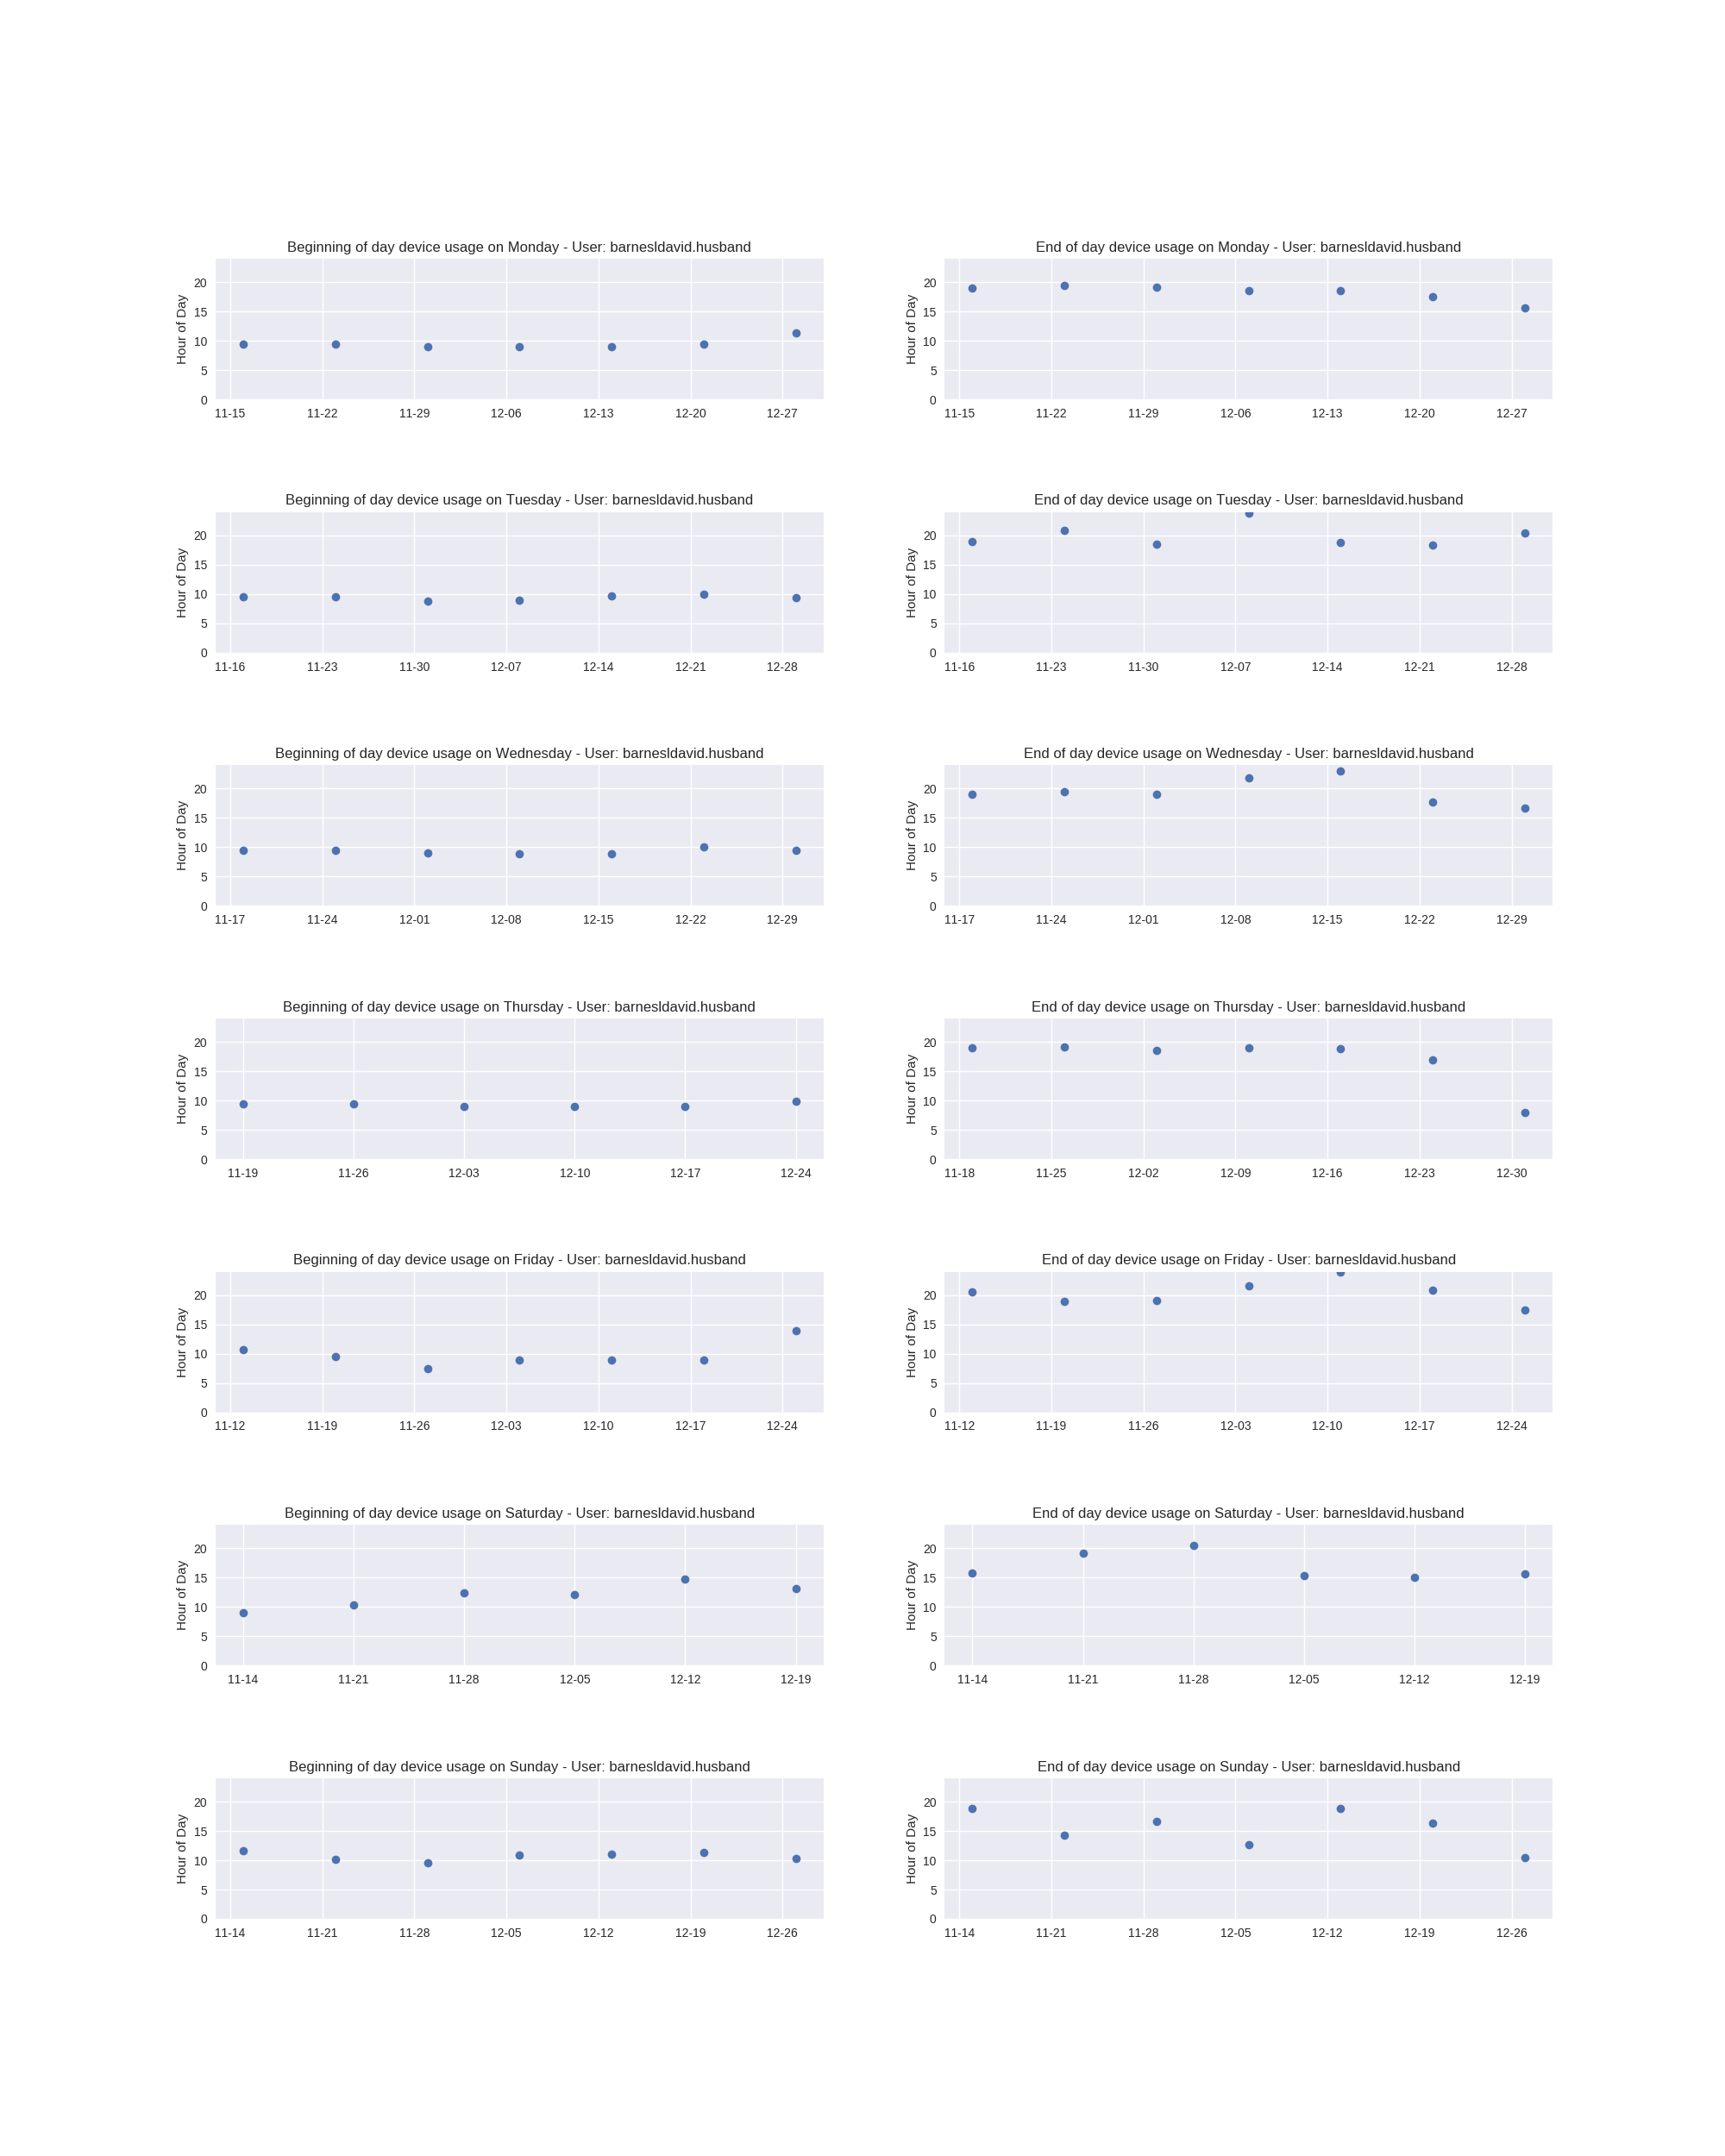 Beginning of day device usage on Monday - User: barnesldavid.husband
Hour of Day
20
15
10
5
0
11-15 11-22 11-29 12-06 12-13 12-20 12-27
End of day device usage on Monday - User: barnesldavid.husband
Hour of Day
20
15
10
5
0
11-15 11-22 11-29 12-06 12-13 12-20 12-27
Beginning of day device usage on Tuesday - User: barnesldavid.husband
Hour of Day
20
15
10
5
0
11-16 11-23 11-30 12-07 12-14 12-21 12-28
End of day device usage on Tuesday - User: barnesldavid.husband
Hour of Day
20
15
10
5
0
11-16 11-23 11-30 12-07 12-14 12-21 12-28
Beginning of day device usage on Wednesday - User: barnesldavid.husband
Hour of Day
20
15
10
5
0
11-17 11-24 12-01 12-08 12-15 12-22 12-29
End of day device usage on Wednesday - User: barnesldavid.husband
Hour of Day
20
15
10
5
0
11-17 11-24 12-01 12-08 12-15 12-22 12-29
Beginning of day device usage on Thursday - User: barnesldavid.husband
Hour of Day
20
15
10
5
0
11-19 11-26 12-03 12-10 12-17 12-24
End of day device usage on Thursday - User: barnesldavid.husband
Hour of Day
20
15
10
5
0
11-18 11-25 12-02 12-09 12-16 12-23 12-30
Beginning of day device usage on Friday - User: barnesldavid.husband
Hour of Day
20
15
10
5
0
11-12 11-19 11-26 12-03 12-10 12-17 12-24
End of day device usage on Friday - User: barnesldavid.husband
Hour of Day
20
15
10
5
0
11-12 11-19 11-26 12-03 12-10 12-17 12-24
Beginning of day device usage on Saturday - User: barnesldavid.husband
Hour of Day
20
15
10
5
0
11-14 11-21 11-28 12-05 12-12 12-19
End of day device usage on Saturday - User: barnesldavid.husband
Hour of Day
20
15
10
5
0
11-14 11-21 11-28 12-05 12-12 12-19
Beginning of day device usage on Sunday - User: barnesldavid.husband
Hour of Day
20
15
10
5
0
11-14 11-21 11-28 12-05 12-12 12-19 12-26
End of day device usage on Sunday - User: barnesldavid.husband
Hour of Day
20
15
10
5
0
11-14 11-21 11-28 12-05 12-12 12-19 12-26